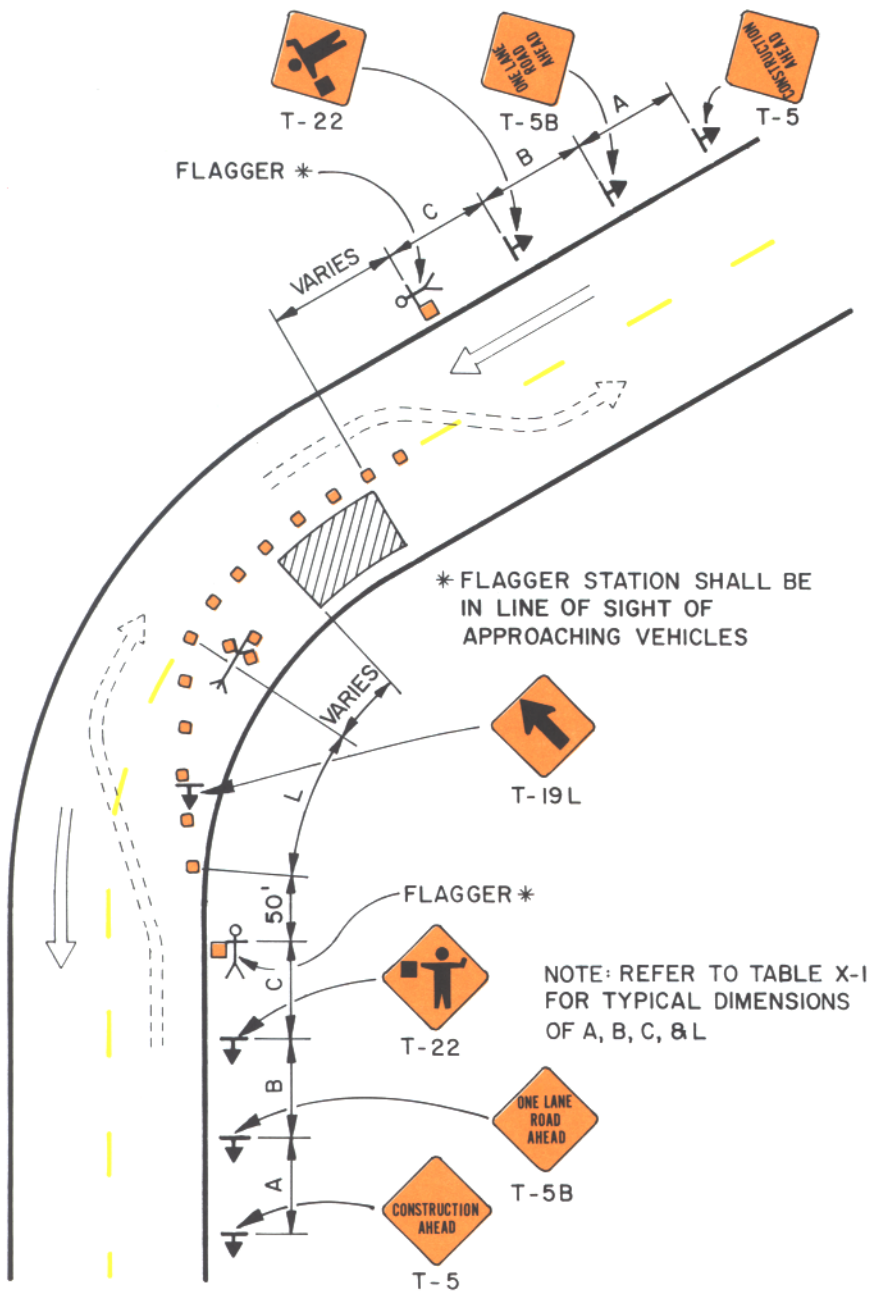 T-22
ONE LANE
ROAD
AHEAD
T-5B
CONSTRUCTION
AHEAD
T-5
FLAGGER *
A
B
C
VARIES
* FLAGGER STATION SHALL BE
IN LINE OF SIGHT OF
APPROACHING VEHICLES
VARIES
L
T-19L
50'
FLAGGER *
C
T-22
NOTE: REFER TO TABLE X-1
FOR TYPICAL DIMENSIONS
OF A, B, C, & L
B
ONE LANE
ROAD
AHEAD
T-5B
A
CONSTRUCTION
AHEAD
T-5